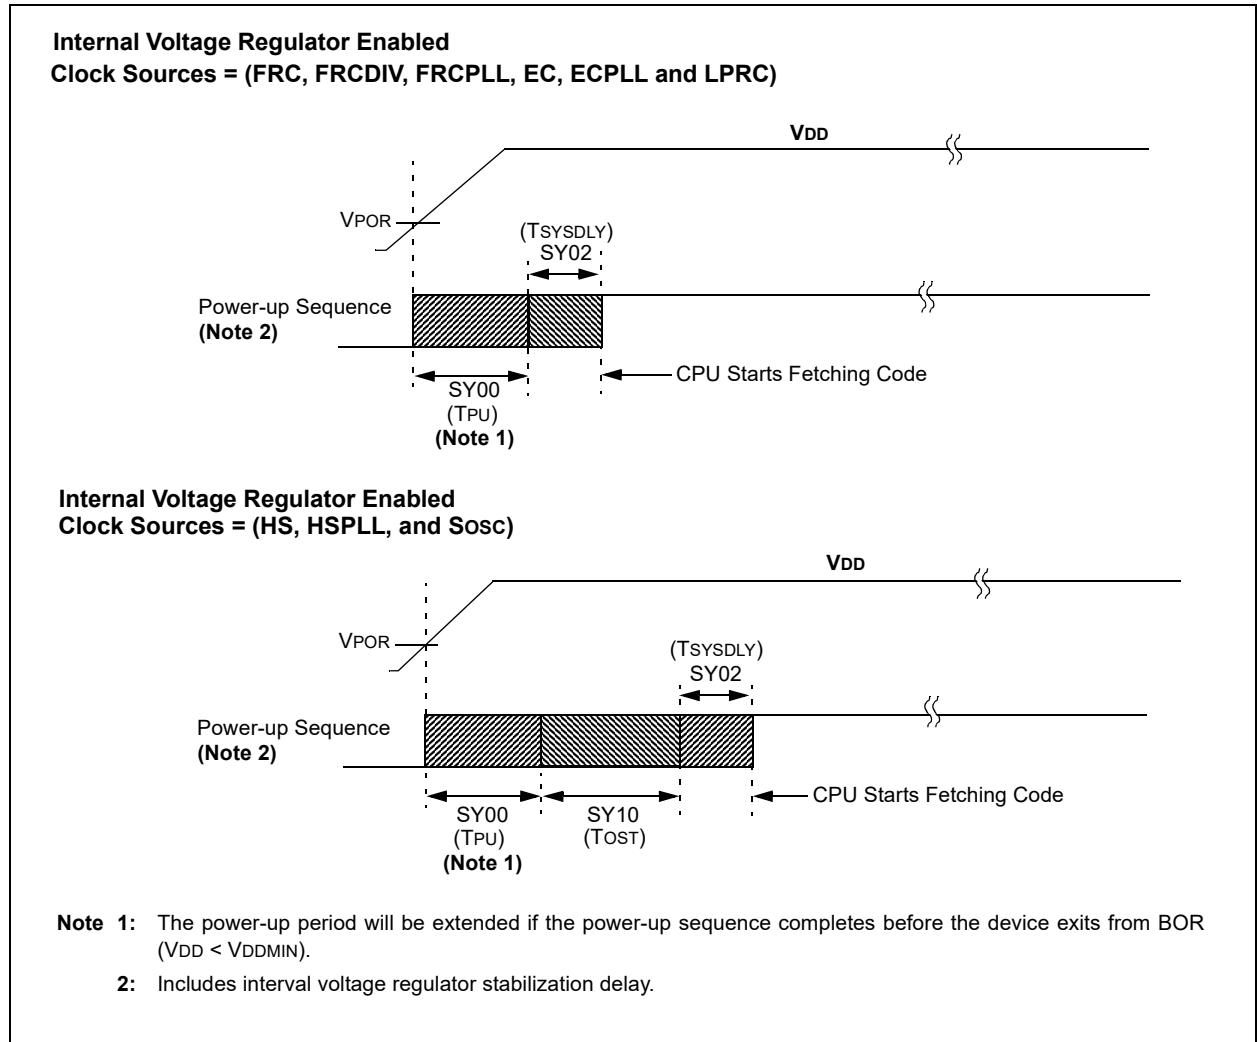 Internal Voltage Regulator Enabled
Clock Sources = (FRC, FRCDIV, FRCPLL, EC, ECPLL and LPRC)
VDD
VPOR
(TSYSDLY)
SY02
Power-up Sequence
(Note 2)
CPU Starts Fetching Code
SY00
(TPU)
(Note 1)
Internal Voltage Regulator Enabled
Clock Sources = (HS, HSPLL, and SOSC)
VDD
VPOR
(TSYSDLY)
SY02
Power-up Sequence
(Note 2)
CPU Starts Fetching Code
SY00
(TPU)
(Note 1)
SY10
(TOST)
Note 1: The power-up period will be extended if the power-up sequence completes before the device exits from BOR
(VDD < VDDMIN).
2: Includes interval voltage regulator stabilization delay.